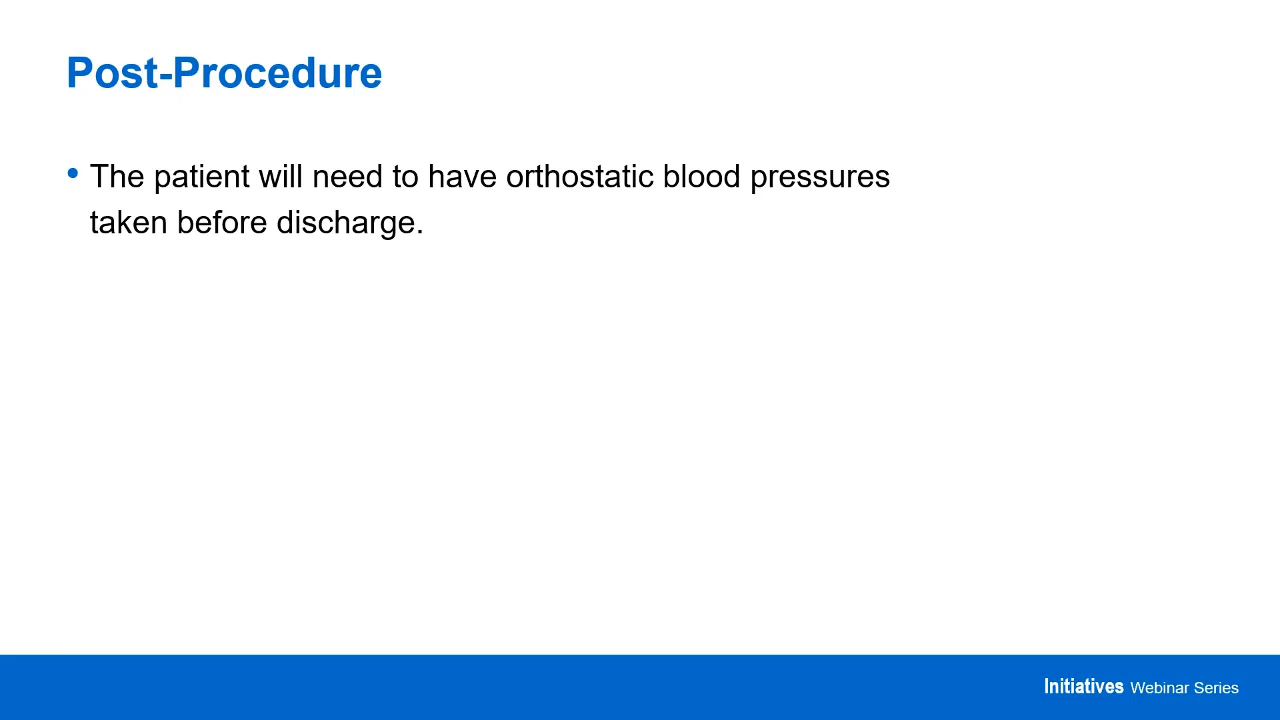 Post-Procedure
• The patient will need to have orthostatic blood pressures
taken before discharge.
Initiatives Webinar Series